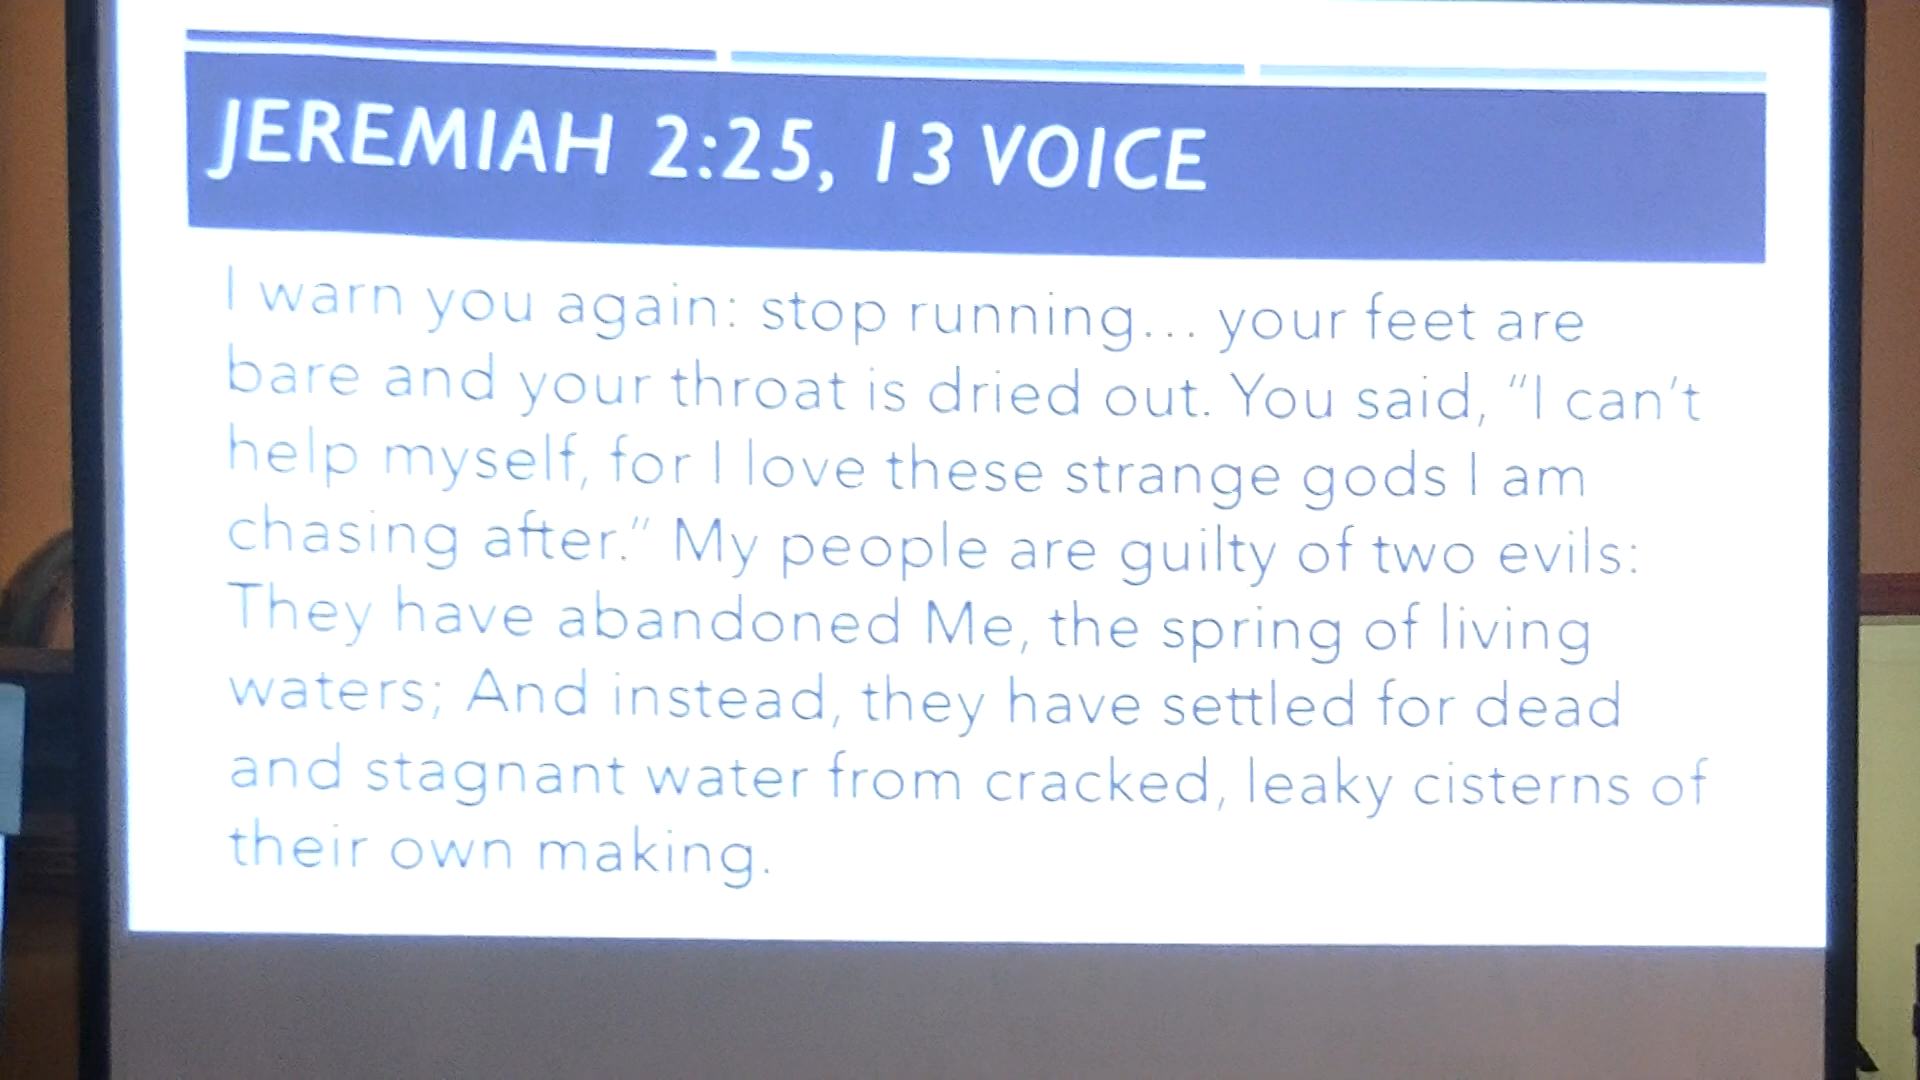 JEREMIAH 2:25, 13 VOICE
I warn you again: stop running... your feet are
bare and your throat is dried out. You said, “I can’t
help myself, for I love these strange gods I am
chasing after.” My people are guilty of two evils:
They have abandoned Me, the spring of living
waters; And instead, they have settled for dead
and stagnant water from cracked, leaky cisterns of
their own making.